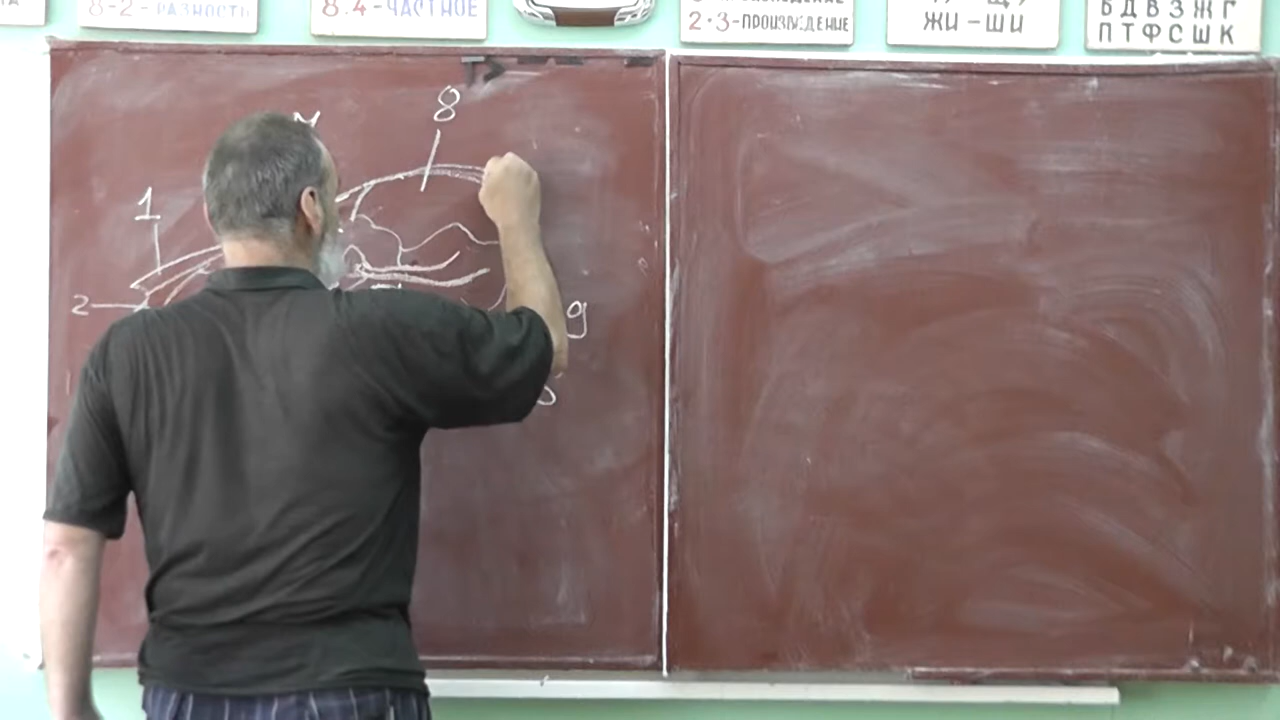 8-2-РАЗНОСТЬ
8:4-ЧАСТНОЕ
2·3-ПРОИЗВЕДЕНИЕ
ЖИ-ШИ
Б Д В З Ж Г
П Т Ф С Ш К
8
1
2
9